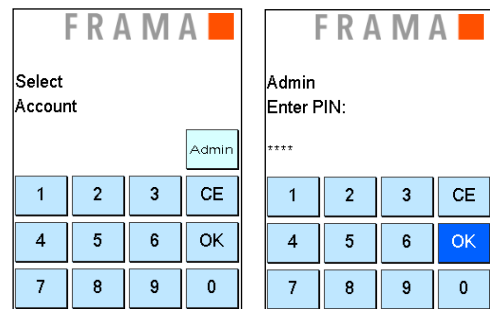 FRAMA
Select
Account
Admin
1 2 3 CE
4 5 6 OK
7 8 9 0
FRAMA
Admin
Enter PIN:
****
1 2 3 CE
4 5 6 OK
7 8 9 0